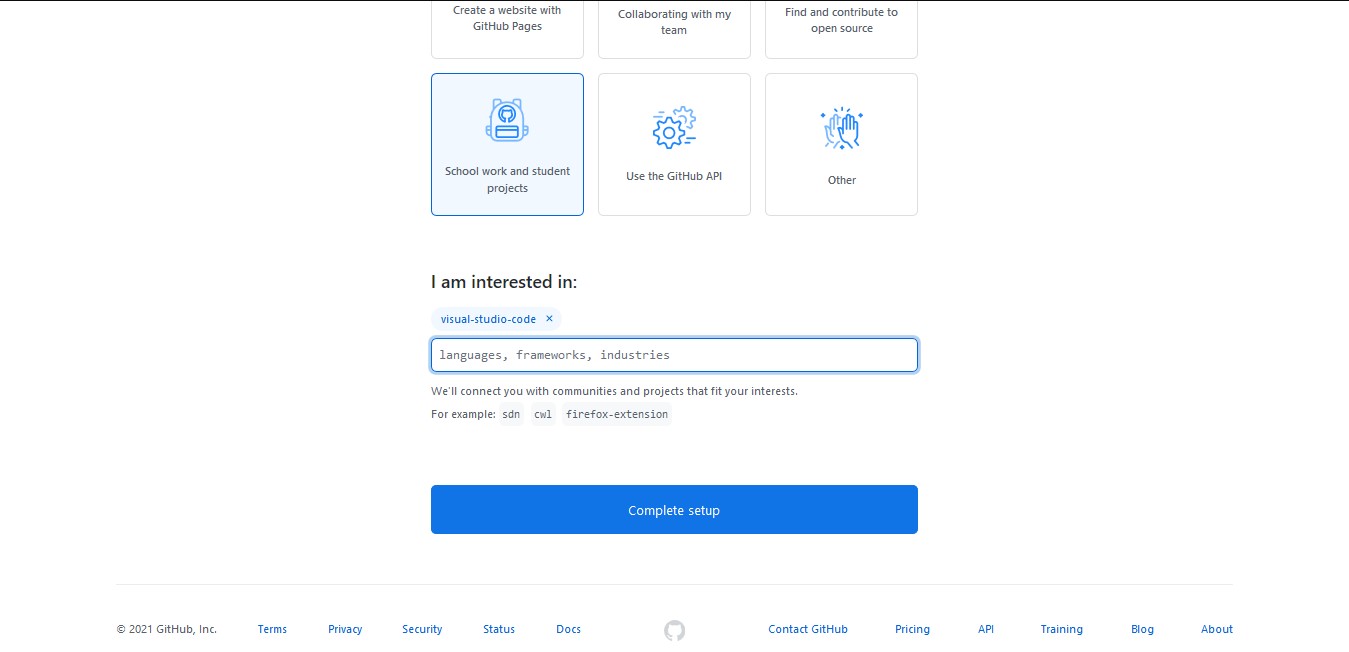 Create a website with
GitHub Pages
Collaborating with my
team
Find and contribute to
open source
School work and student
projects
Use the GitHub API
Other
I am interested in:
visual-studio-code ×
languages, frameworks, industries
We'll connect you with communities and projects that fit your interests.
For example: sdn cwl firefox-extension
Complete setup
© 2021 GitHub, Inc. Terms Privacy Security Status Docs Contact GitHub Pricing API Training Blog About